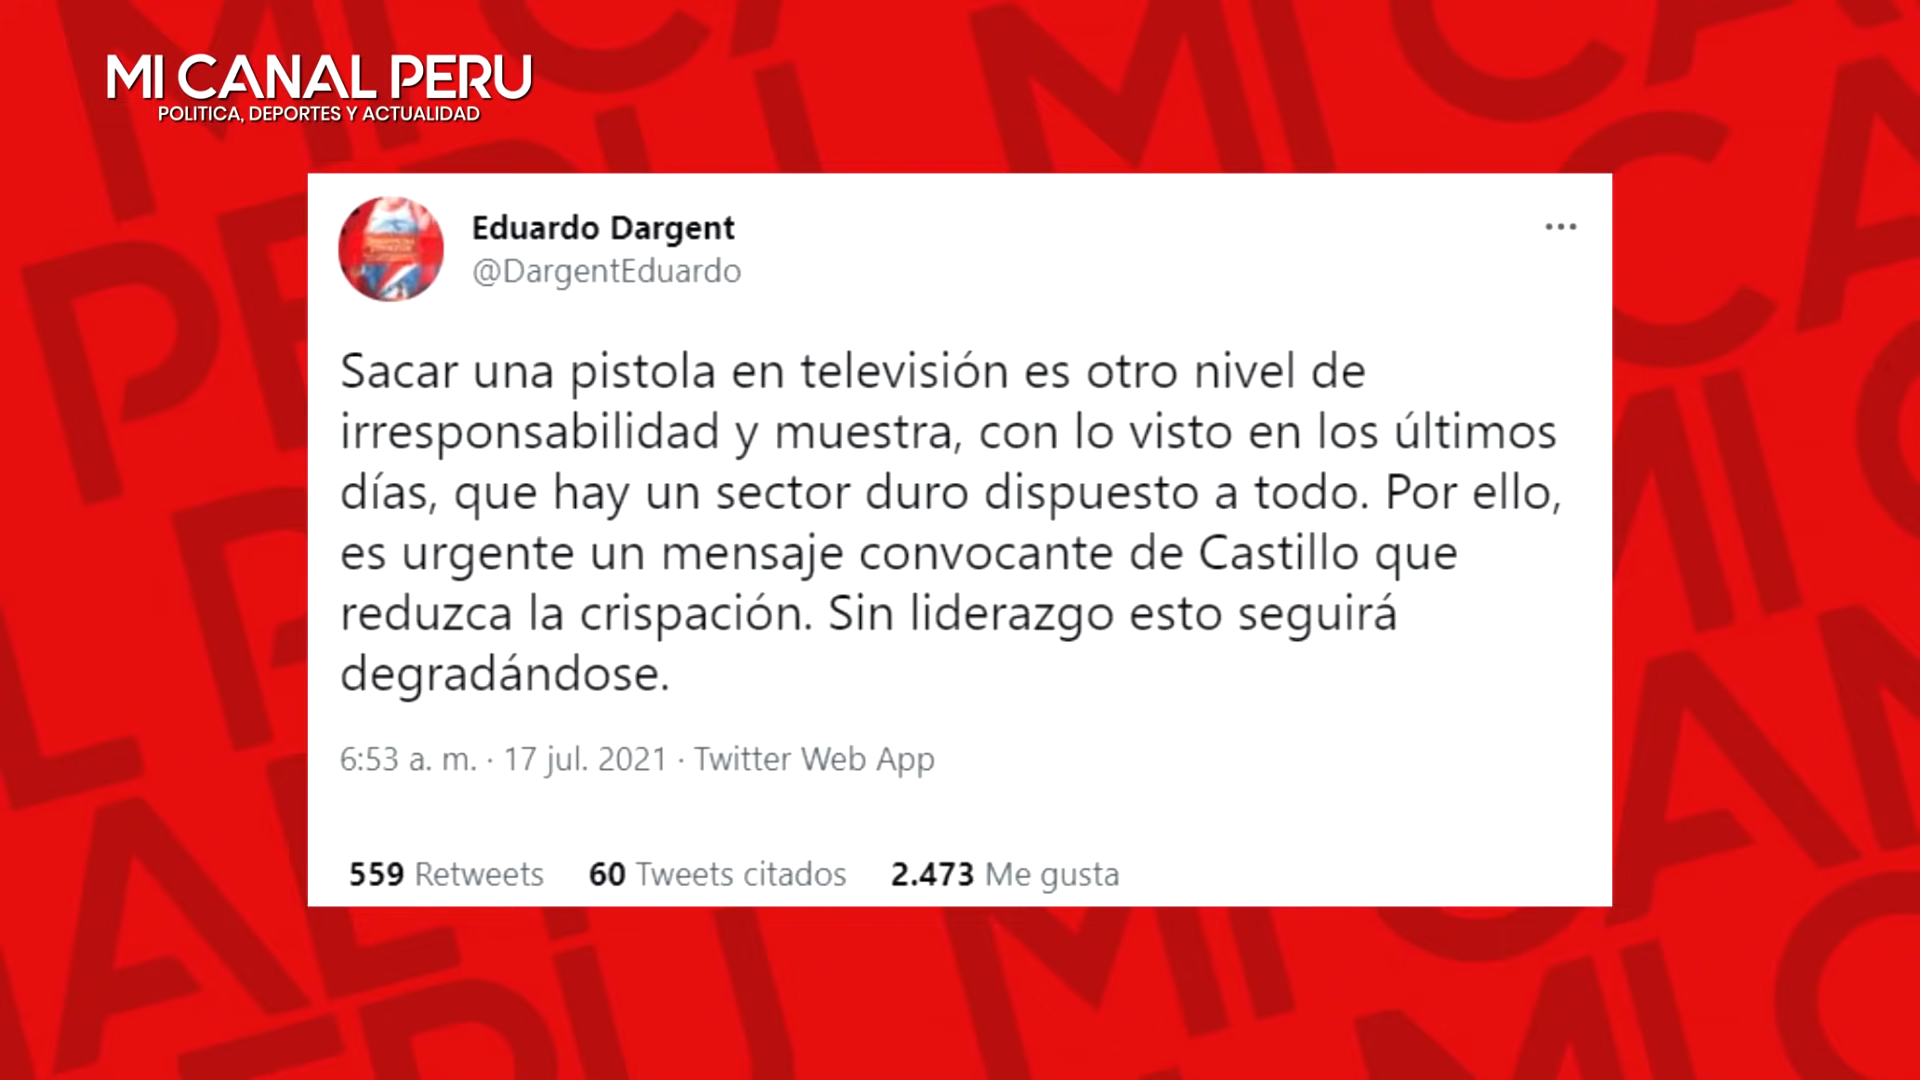 MI CANAL PERU
POLITICA, DEPORTES Y ACTUALIDAD
Eduardo Dargent
@DargentEduardo
Sacar una pistola en televisión es otro nivel de
irresponsabilidad y muestra, con lo visto en los últimos
días, que hay un sector duro dispuesto a todo. Por ello,
es urgente un mensaje convocante de Castillo que
reduzca la crispación. Sin liderazgo esto seguirá
degradándose.
6:53 a. m. · 17 jul. 2021 · Twitter Web App
559 Retweets 60 Tweets citados 2.473 Me gusta